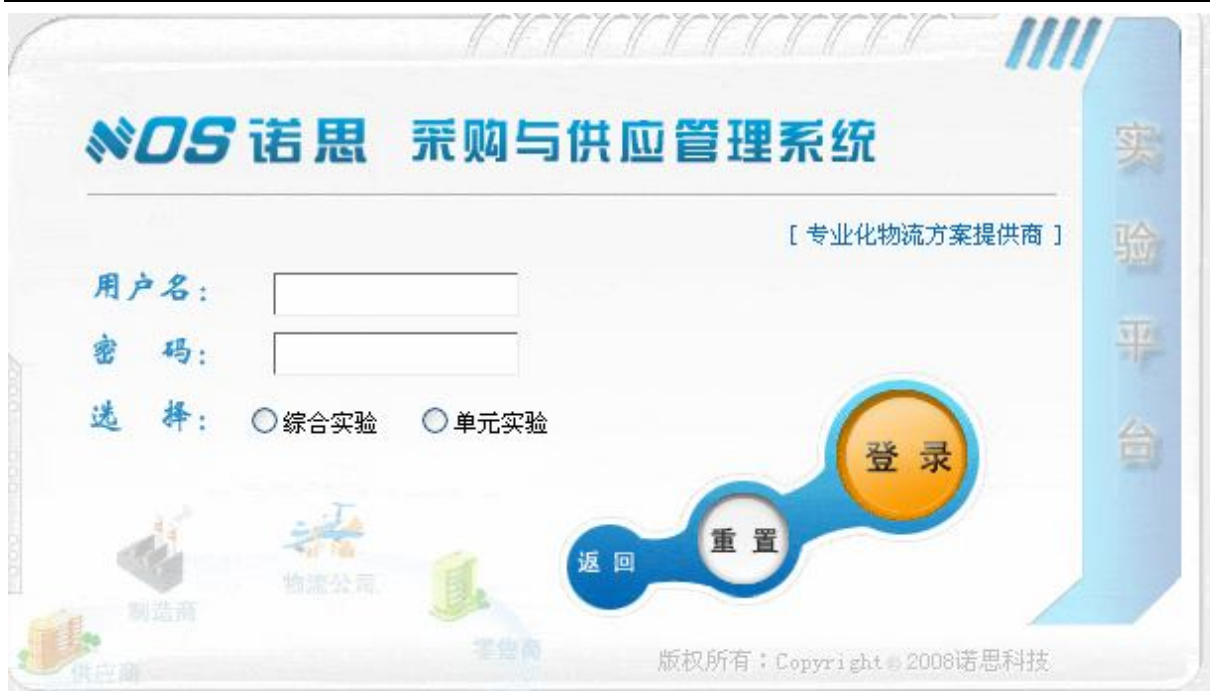 NOS 诺思 采购与供应管理系统
[ 专业化物流方案提供商 ]
用户名：
密 码：
选 择： 综合实验 单元实验
登 录
重 置
返 回
制造商
物流公司
零售商
供应商
版权所有：Copyright©2008诺思科技
实验平台